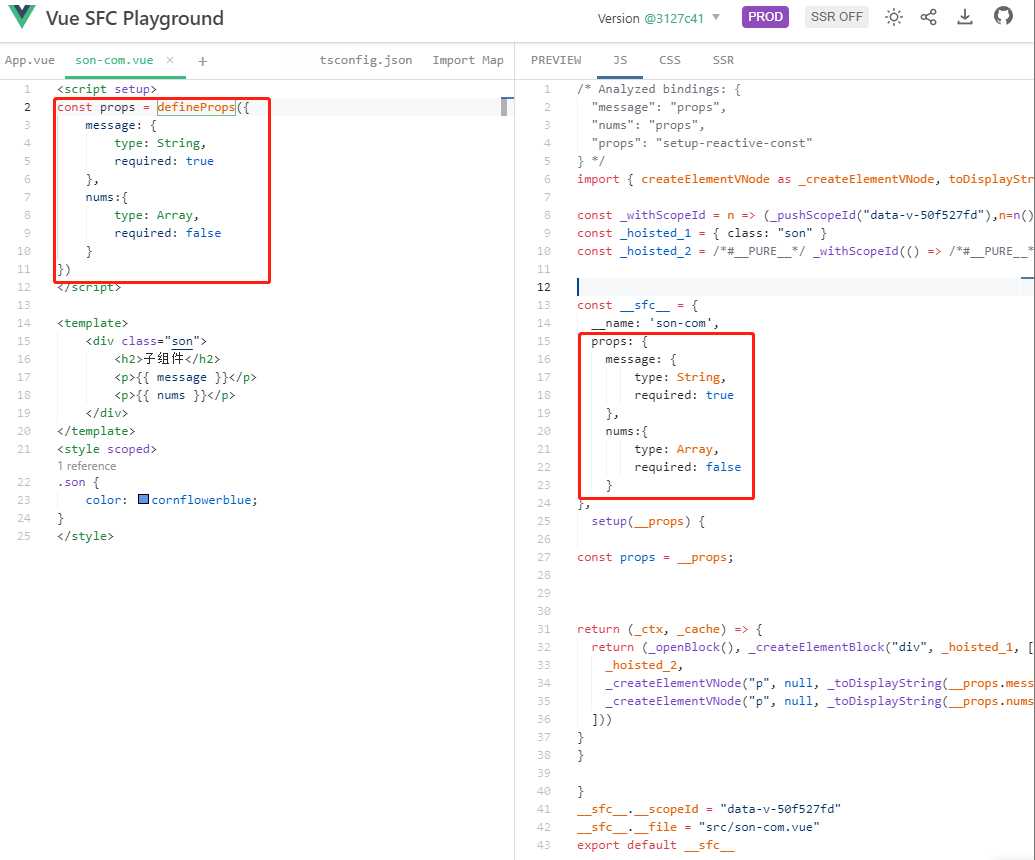 Vue SFC Playground
Version @3127c41
PROD
SSR OFF
App.vue
son-com.vue
×
+
tsconfig.json
Import Map
1 <script setup>
2 const props = defineProps({
3 message: {
4 type: String,
5 required: true
6 },
7 nums:{
8 type: Array,
9 required: false
10 }
11 })
12 </script>
13
14 <template>
15 <div class="son">
16 <h2>子组件</h2>
17 <p>{{ message }}</p>
18 <p>{{ nums }}</p>
19 </div>
20 </template>
21 <style scoped>
1 reference
22 .son {
23 color: cornflowerblue;
24 }
25 </style>
PREVIEW
JS
CSS
SSR
1 /* Analyzed bindings: {
2 "message": "props",
3 "nums": "props",
4 "props": "setup-reactive-const"
5 } */
6 import { createElementVNode as _createElementVNode, toDisplayStr
7
8 const _withScopeId = n => (_pushScopeId("data-v-50f527fd"),n=n()
9 const _hoisted_1 = { class: "son" }
10 const _hoisted_2 = /*#__PURE__*/ _withScopeId(() => /*#__PURE__*
11
12
13 const __sfc__ = {
14 __name: 'son-com',
15 props: {
16 message: {
17 type: String,
18 required: true
19 },
20 nums:{
21 type: Array,
22 required: false
23 }
24 },
25 setup(__props) {
26
27 const props = __props;
28
29
30
31 return (_ctx, _cache) => {
32 return (_openBlock(), _createElementBlock("div", _hoisted_1, [
33 _hoisted_2,
34 _createElementVNode("p", null, _toDisplayString(__props.mess
35 _createElementVNode("p", null, _toDisplayString(__props.nums
36 ]))
37 }
38 }
39
40 }
41 __sfc__.__scopeId = "data-v-50f527fd"
42 __sfc__.__file = "src/son-com.vue"
43 export default __sfc__